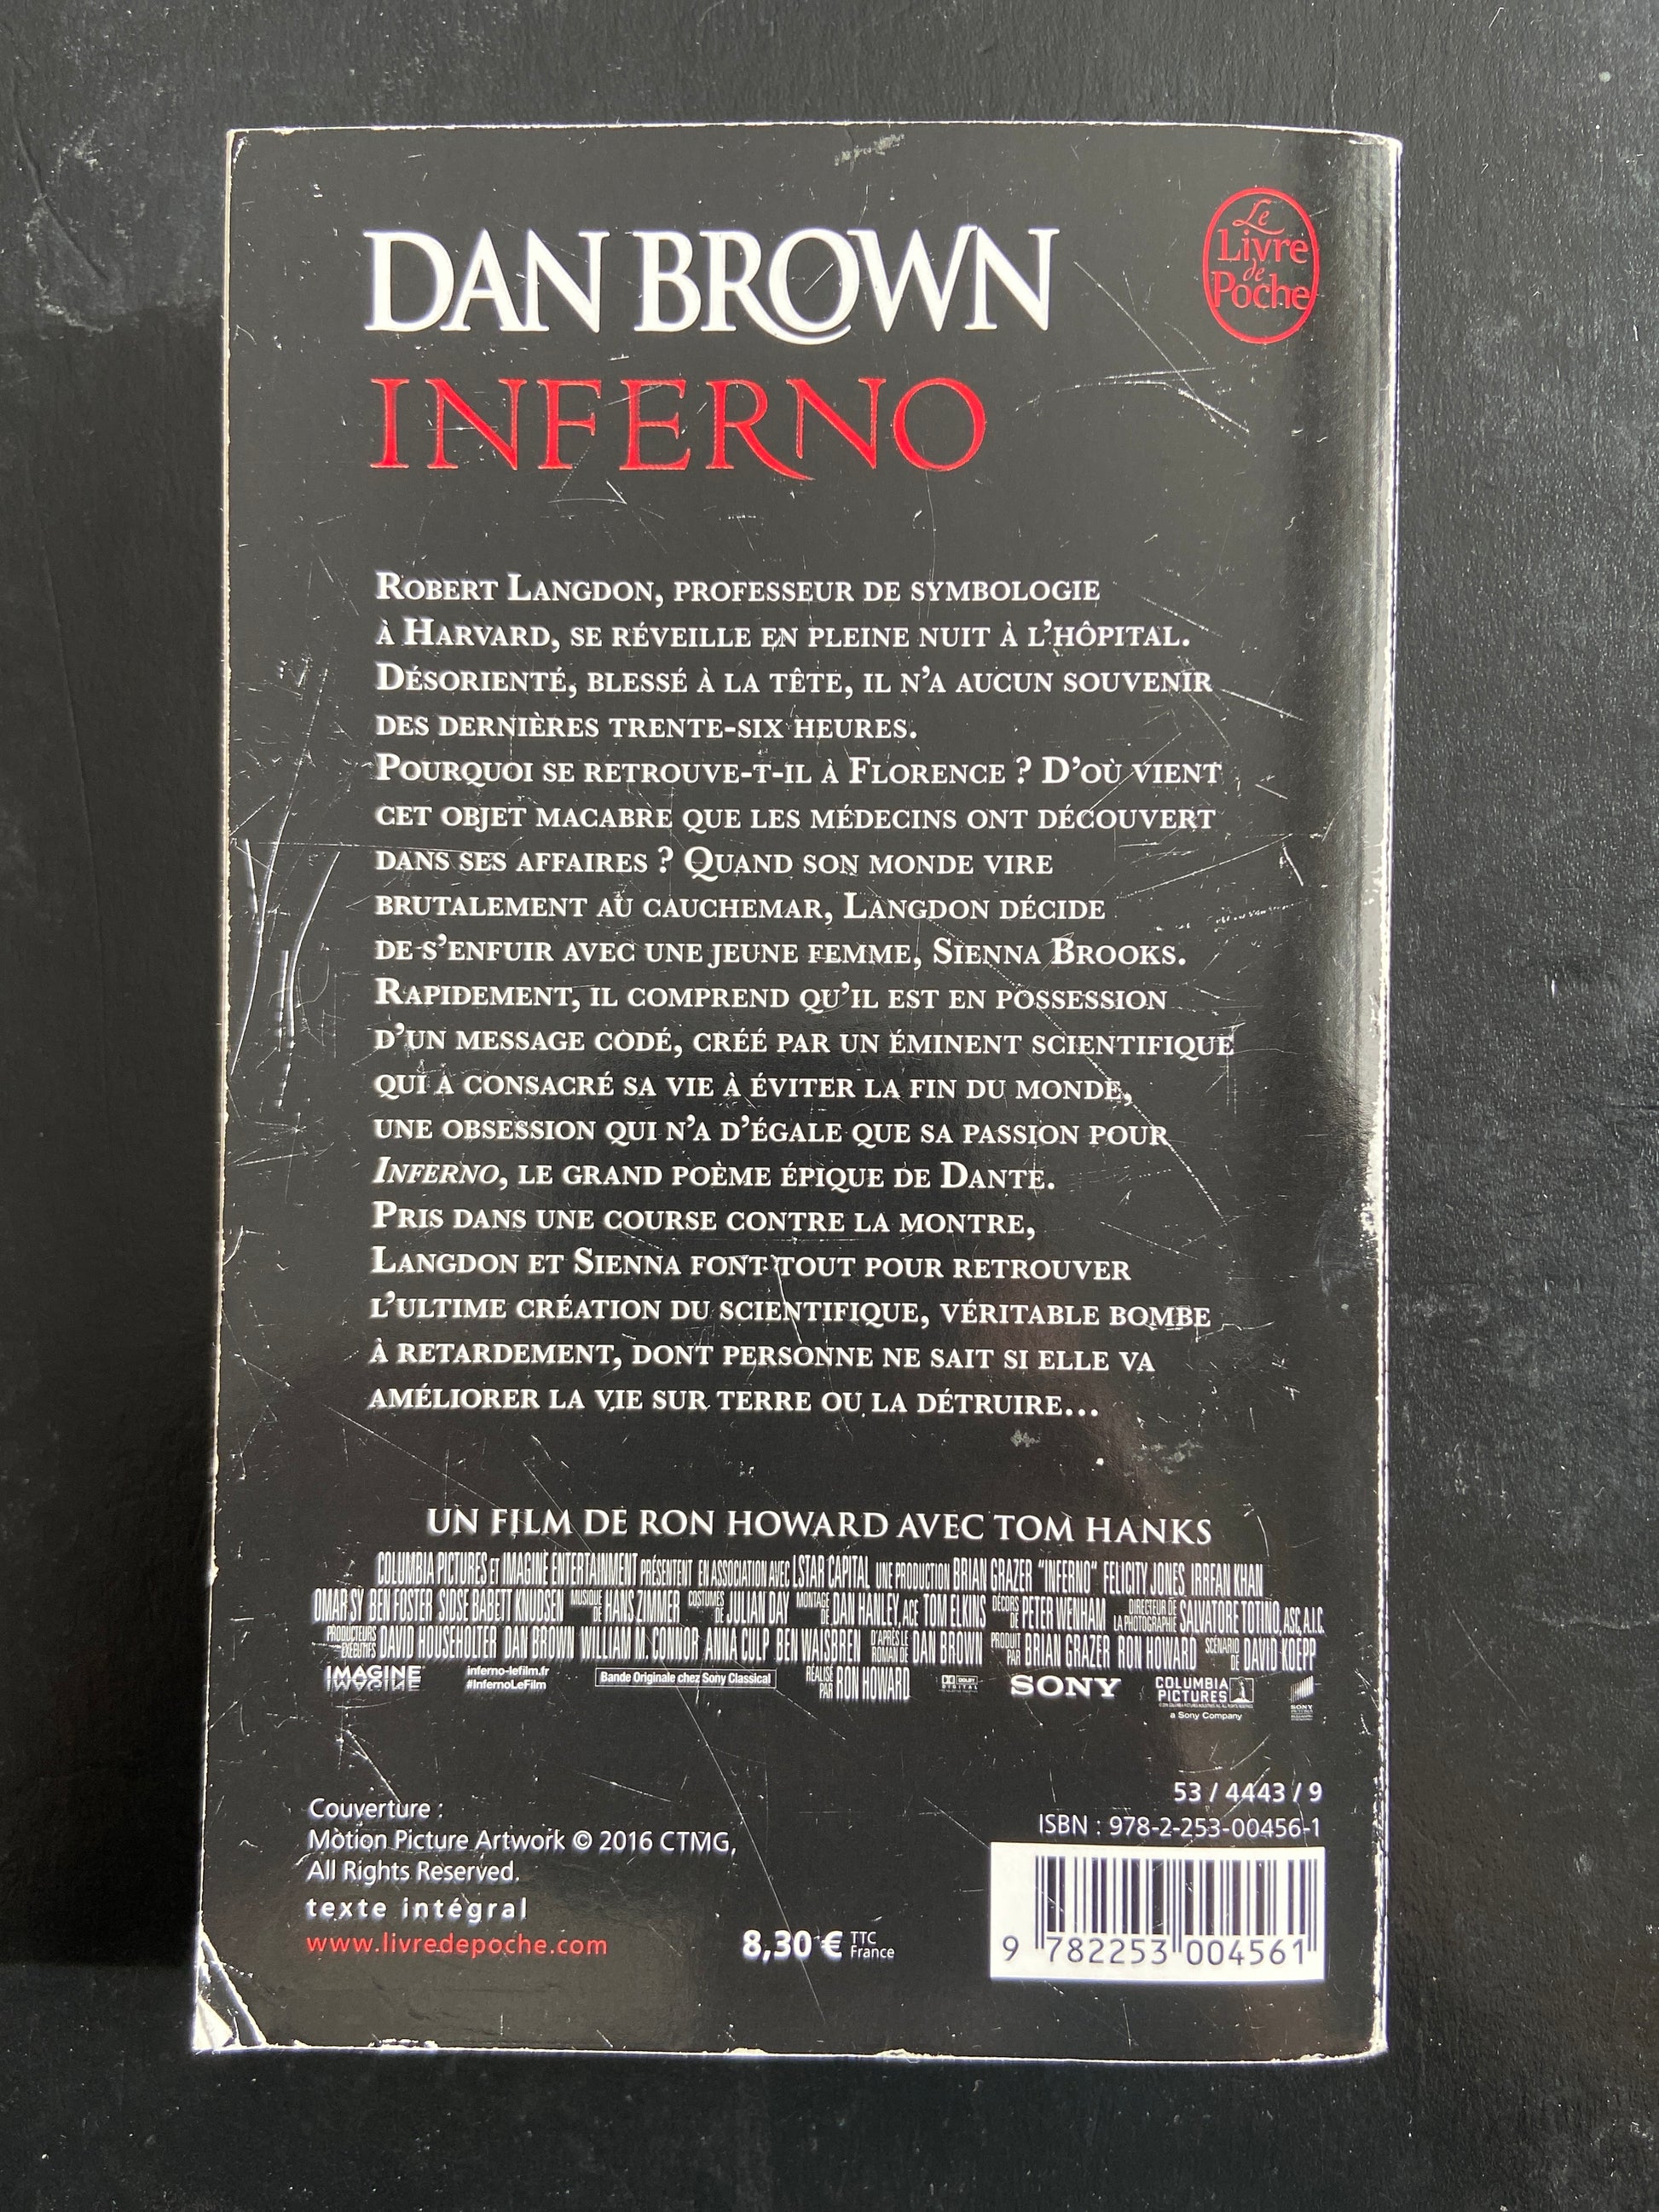 DAN BROWN
Le
Livre
de
Poche
INFERNO
Robert Langdon, professeur de symbologie
à Harvard, se réveille en pleine nuit à l'hôpital.
Désorienté, blessé à la tête, il n'a aucun souvenir
des dernières trente-six heures.
Pourquoi se retrouve-t-il à Florence ? D'où vient
cet objet macabre que les médecins ont découvert
dans ses affaires ? Quand son monde vire
brutalement au cauchemar, Langdon décide
de s'enfuir avec une jeune femme, Sienna Brooks.
Rapidement, il comprend qu'il est en possession
d'un message codé, créé par un éminent scientifique
qui a consacré sa vie à éviter la fin du monde,
une obsession qui n'a d'égale que sa passion pour
Inferno, le grand poème épique de Dante.
Pris dans une course contre la montre,
Langdon et Sienna font tout pour retrouver
l'ultime création du scientifique, véritable bombe
à retardement, dont personne ne sait si elle va
améliorer la vie sur terre ou la détruire...
UN FILM DE RON HOWARD AVEC TOM HANKS
COLUMBIA PICTURES ET IMAGINE ENTERTAINMENT PRÉSENTENT EN ASSOCIATION AVEC LSTAR CAPITAL UNE PRODUCTION BRIAN GRAZER "INFERNO" FELICITY JONES IRRFAN KHAN
OMAR SY BEN FOSTER SIDSE BABETT KNUDSEN MUSIQUE DE HANS ZIMMER COSTUMES DE JULIAN DAY MONTAGE DE DAN HANLEY, ACE TOM ELKINS DÉCORS DE PETER WENHAM DIRECTEUR DE LA PHOTOGRAPHIE SALVATORE TOTINO, ASC, A.I.C.
PRODUCTEURS EXÉCUTIFS DAVID HOUSEHOLTER DAN BROWN WILLIAM M. CONNOR ANNA CULP BEN WAISBREN D'APRÈS LE ROMAN DE DAN BROWN PRODUIT PAR BRIAN GRAZER RON HOWARD SCÉNARIO DE DAVID KOEPP
IMAGINE
inferno-lefilm.fr
#InfernoLeFilm
Bande Originale chez Sony Classical
RÉALISÉ PAR RON HOWARD
DOLBY DIGITAL
SONY
COLUMBIA
PICTURES
a Sony Company
SONY
53 / 4443 / 9
ISBN : 978-2-253-00456-1
Couverture :
Motion Picture Artwork © 2016 CTMG,
All Rights Reserved.
texte intégral
www.livredepoche.com
8,30 € TTC France
9 782253 004561